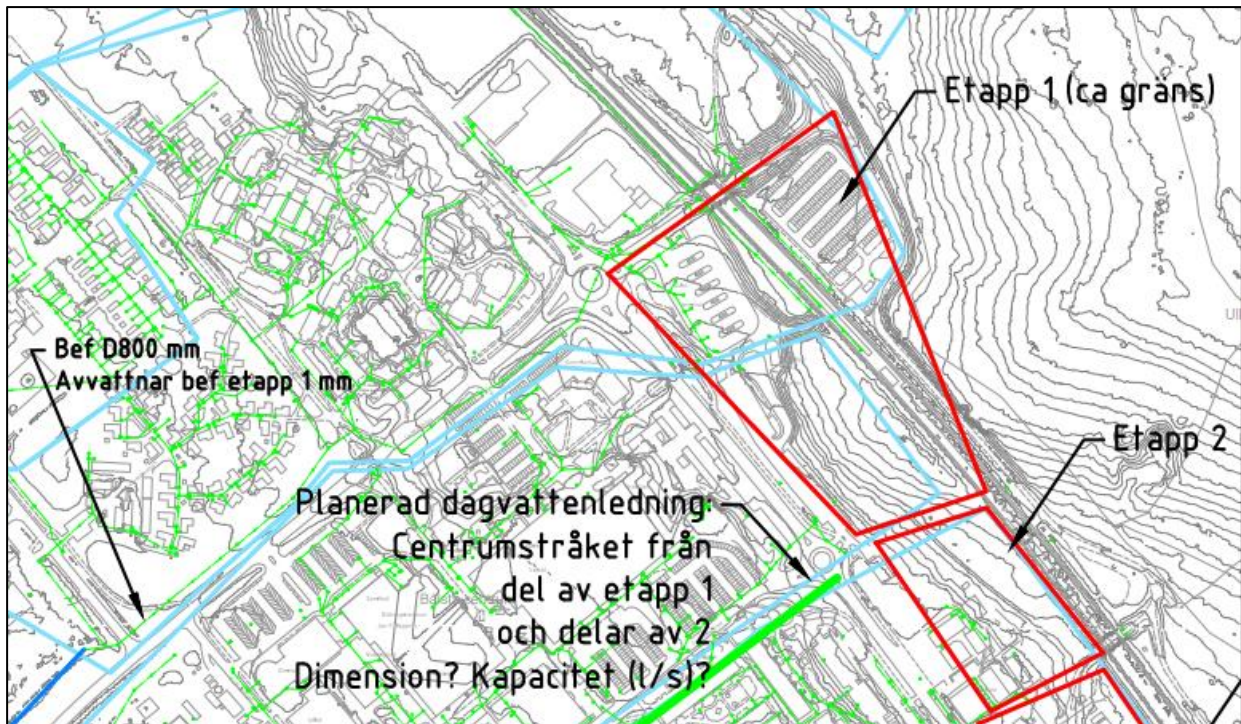 Etapp 1 (ca gräns)
Bef D800 mm
Avvattnar bef etapp 1 mm
Etapp 2
Planerad dagvattenledning:
Centrumstråket från
del av etapp 1
och delar av 2
Dimension? Kapacitet (l/s)?